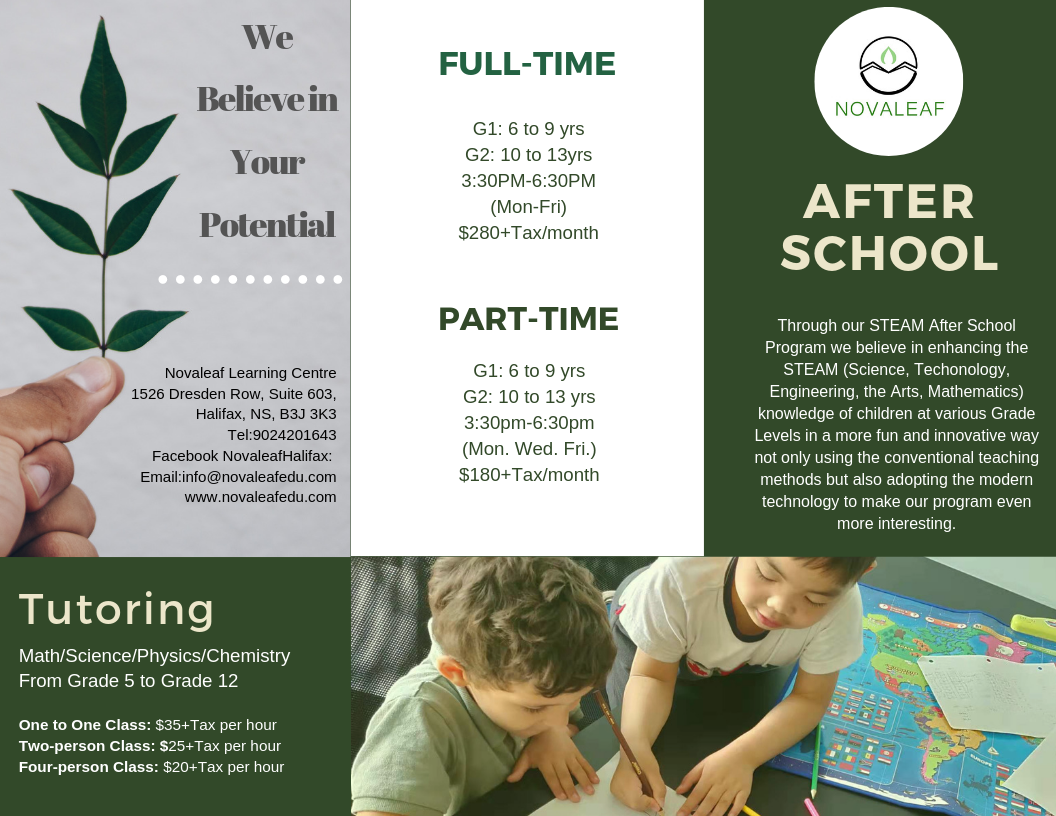 We
Believe in
Your
Potential
Novaleaf Learning Centre
1526 Dresden Row, Suite 603,
Halifax, NS, B3J 3K3
Tel:9024201643
Facebook NovaleafHalifax:
Email:info@novaleafedu.com
www.novaleafedu.com
FULL-TIME
G1: 6 to 9 yrs
G2: 10 to 13yrs
3:30PM-6:30PM
(Mon-Fri)
$280+Tax/month
PART-TIME
G1: 6 to 9 yrs
G2: 10 to 13 yrs
3:30pm-6:30pm
(Mon. Wed. Fri.)
$180+Tax/month
NOVALEAF
AFTER
SCHOOL
Through our STEAM After School
Program we believe in enhancing the
STEAM (Science, Techonology,
Engineering, the Arts, Mathematics)
knowledge of children at various Grade
Levels in a more fun and innovative way
not only using the conventional teaching
methods but also adopting the modern
technology to make our program even
more interesting.
Tutoring
Math/Science/Physics/Chemistry
From Grade 5 to Grade 12
One to One Class: $35+Tax per hour
Two-person Class: $25+Tax per hour
Four-person Class: $20+Tax per hour